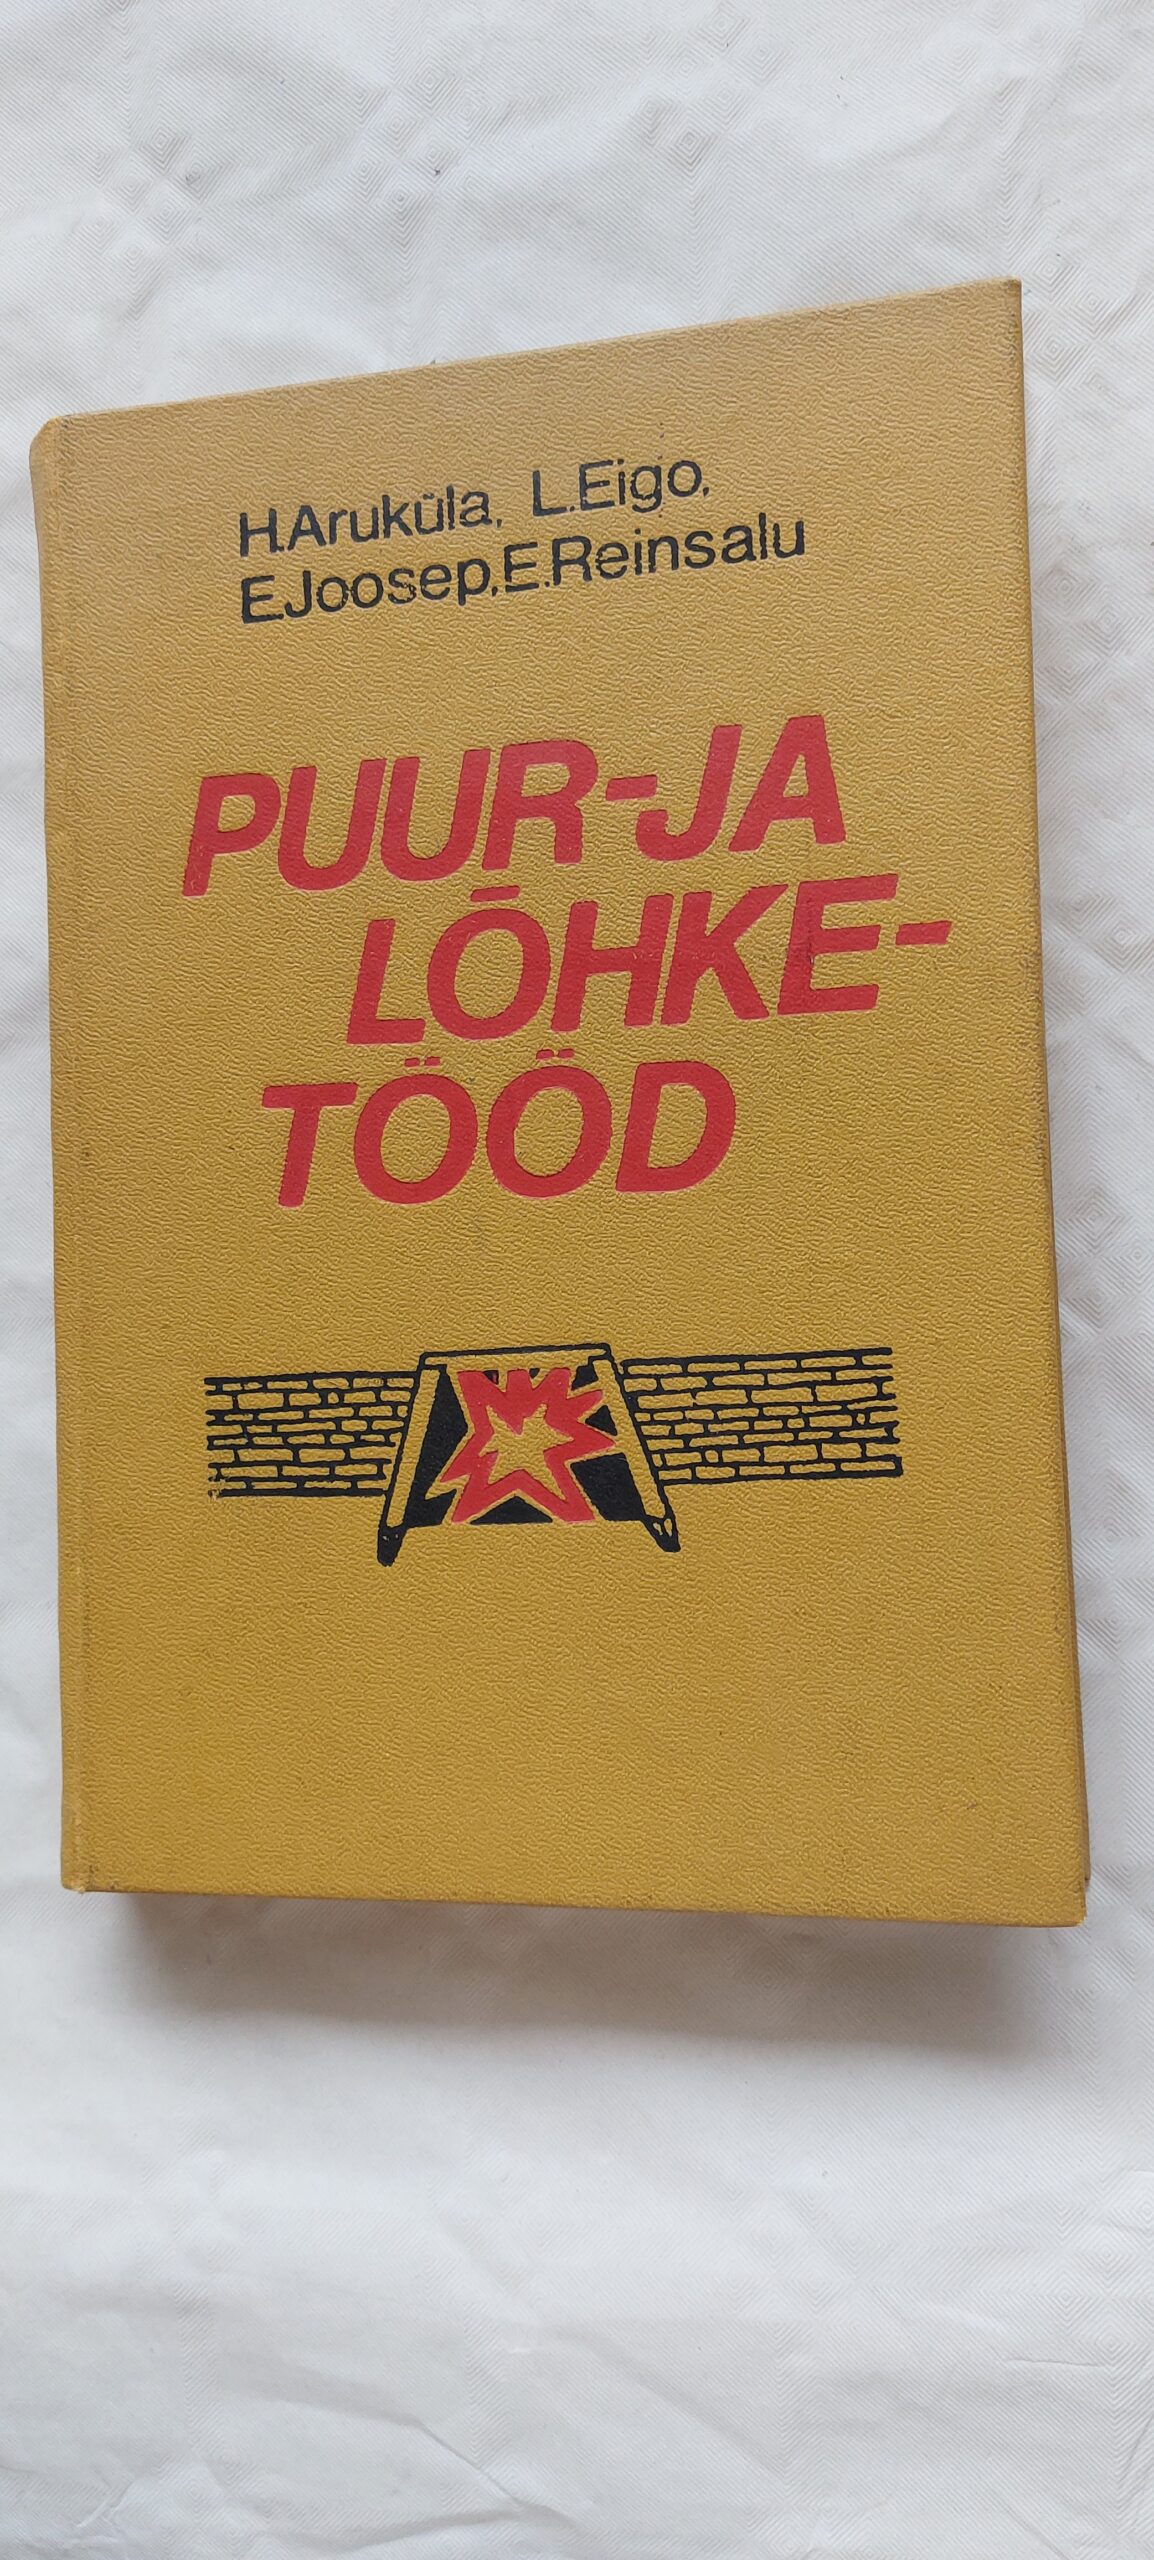 H.Aruküla, L.Eigo,
E.Joosep, E.Reinsalu
PUUR-JA
LÕHKE-
TÖÖD